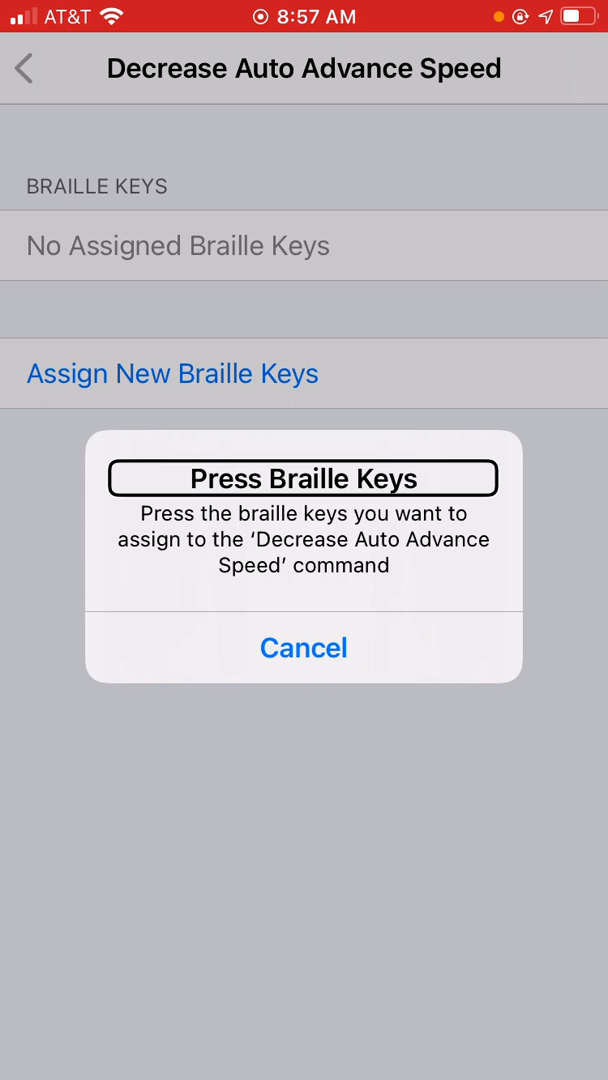 AT&T 8:57 AM
Decrease Auto Advance Speed
BRAILLE KEYS
No Assigned Braille Keys
Assign New Braille Keys
Press Braille Keys
Press the braille keys you want to
assign to the ‘Decrease Auto Advance
Speed’ command
Cancel